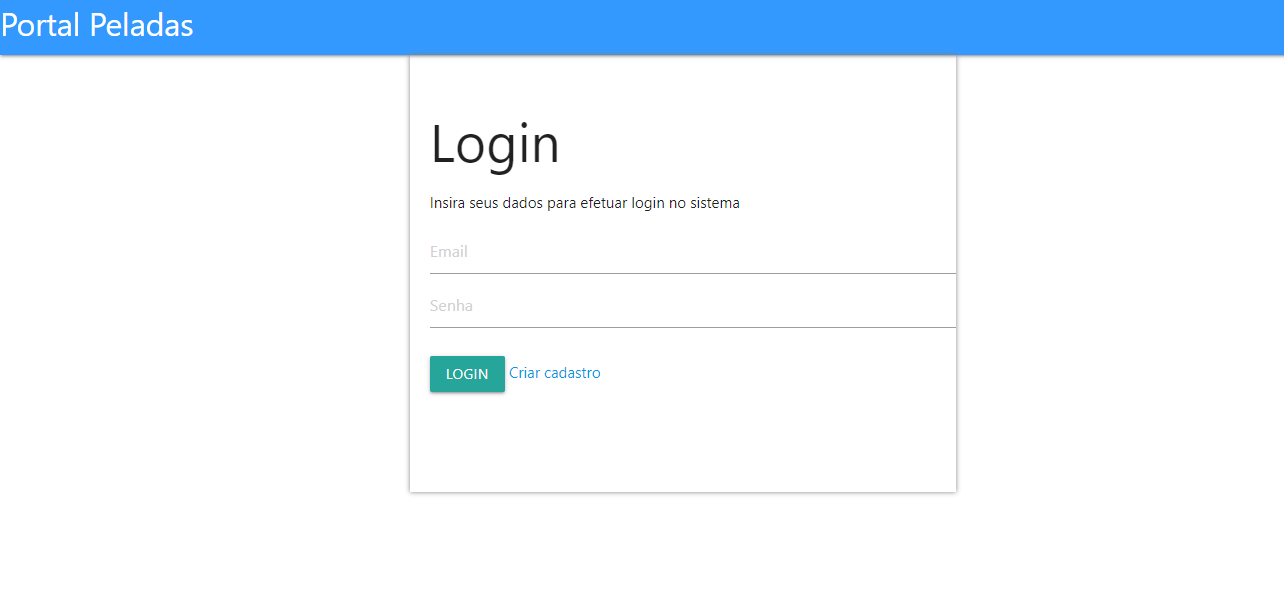 Portal Peladas
Login
Insira seus dados para efetuar login no sistema
Email
Senha
LOGIN Criar cadastro